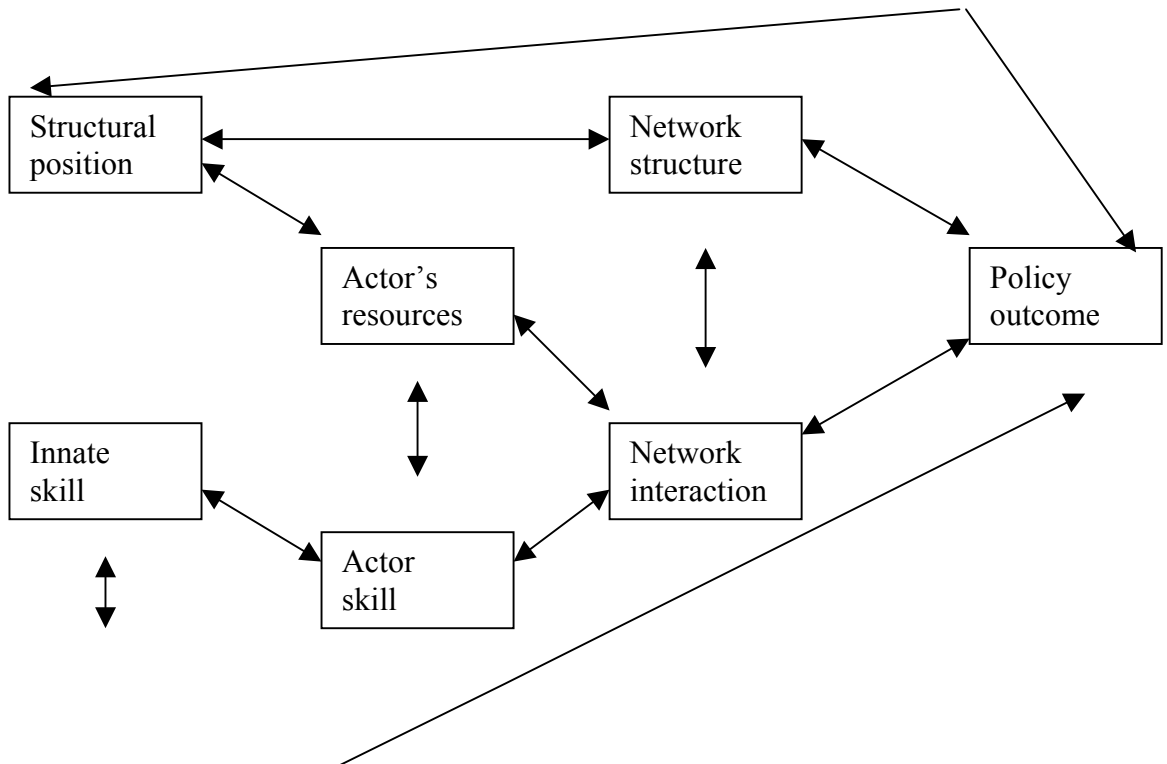 Structural
position
Network
structure
Actor’s
resources
Policy
outcome
Innate
skill
Network
interaction
Actor
skill